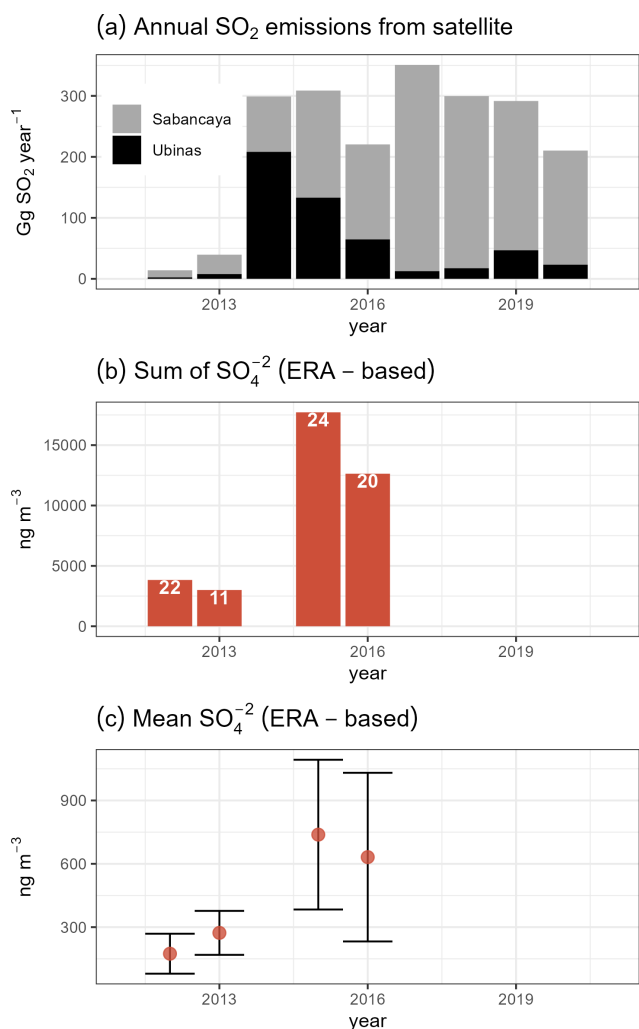 (a) Annual SO₂ emissions from satellite
Gg SO₂ year⁻¹
300
200
100
0
Sabancaya
Ubinas
2013 2016 2019
year
(b) Sum of SO₄⁻² (ERA – based)
ng m⁻³
15000
10000
5000
0
22 11 24 20
2013 2016 2019
year
(c) Mean SO₄⁻² (ERA – based)
ng m⁻³
900
600
300
2013 2016 2019
year